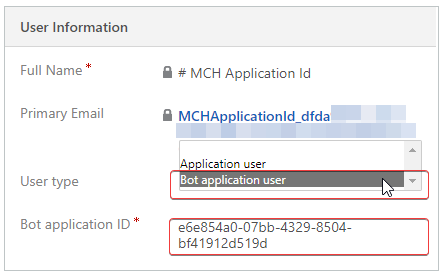 User Information
Full Name * # MCH Application Id
Primary Email MCHApplicationId_dfda
Application user
User type Bot application user
Bot application ID * e6e854a0-07bb-4329-8504-
bf41912d519d